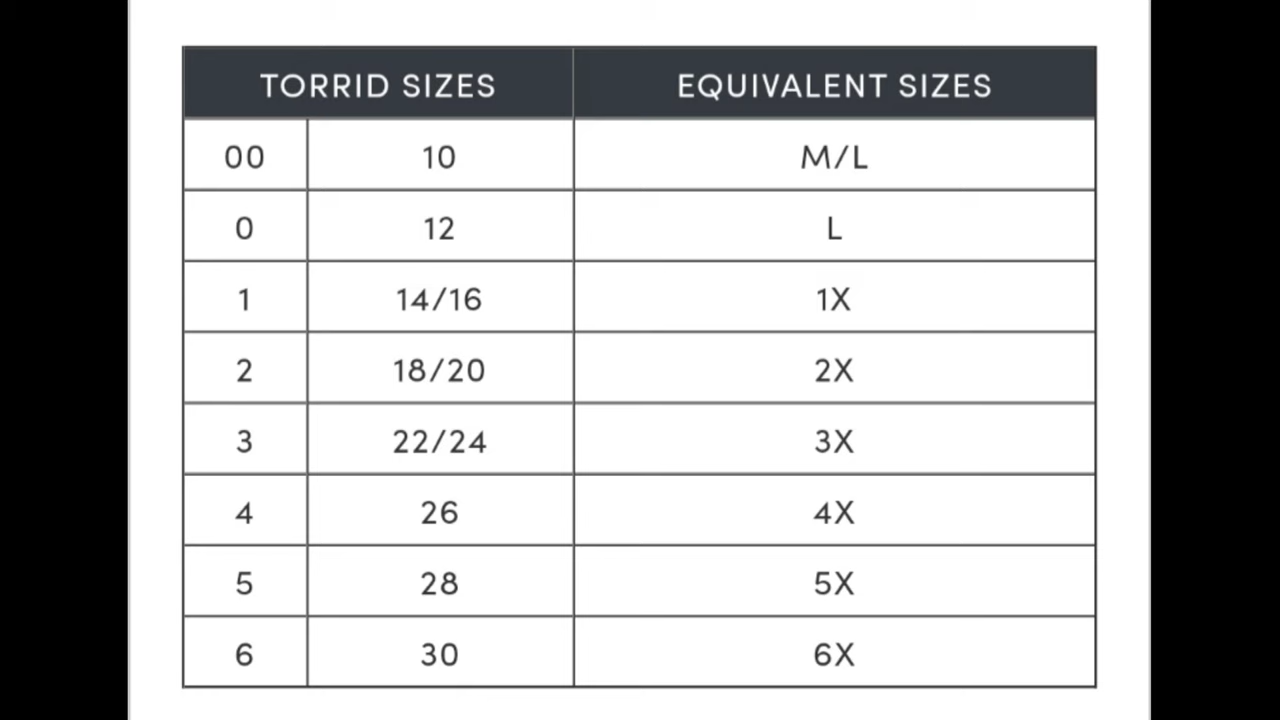 TORRID SIZES EQUIVALENT SIZES
00 10 M/L
0 12 L
1 14/16 1X
2 18/20 2X
3 22/24 3X
4 26 4X
5 28 5X
6 30 6X